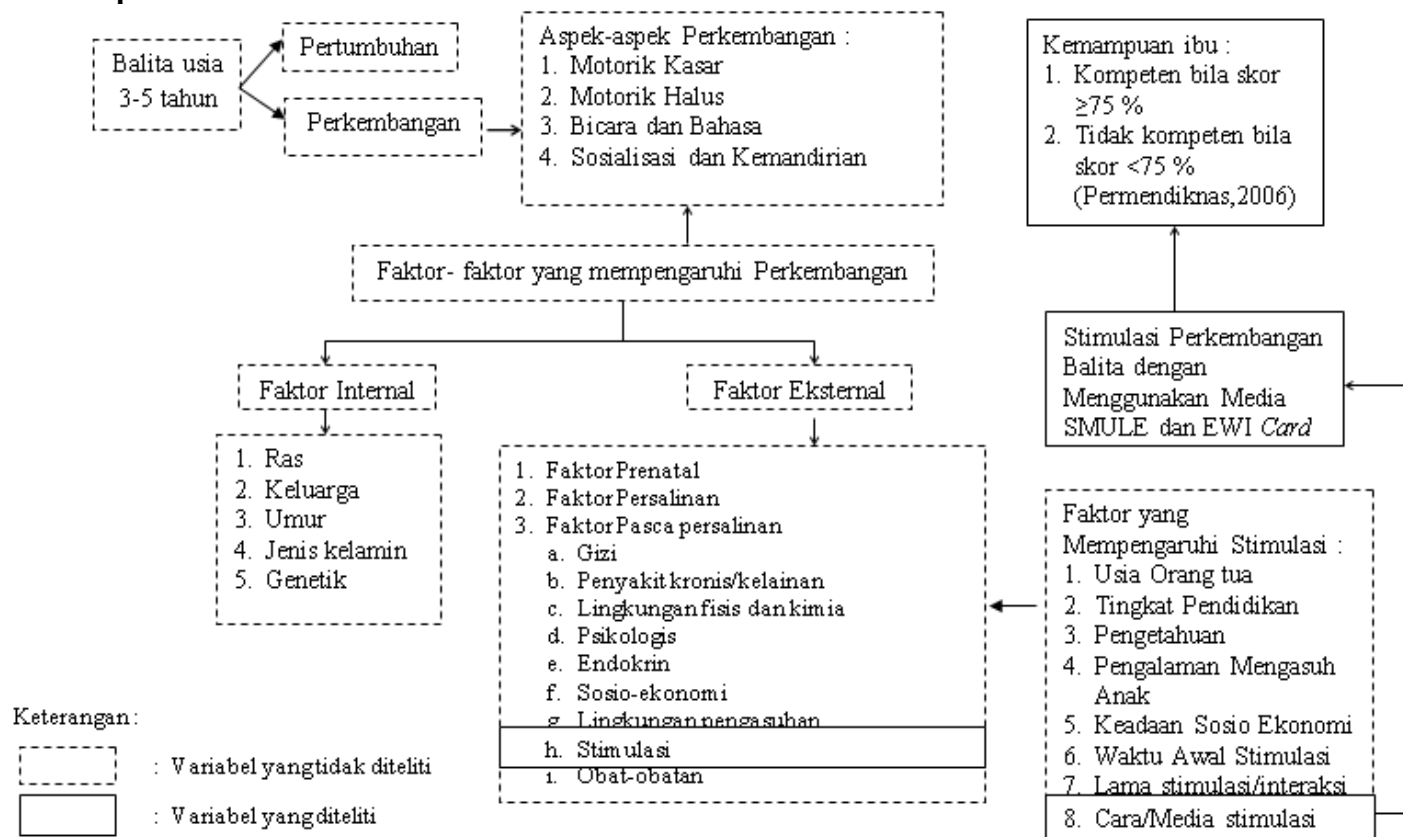 Balita usia
3-5 tahun
Pertumbuhan
Perkembangan
Aspek-aspek Perkembangan :
1. Motorik Kasar
2. Motorik Halus
3. Bicara dan Bahasa
4. Sosialisasi dan Kemandirian
Kemampuan ibu :
1. Kompeten bila skor
≥75 %
2. Tidak kompeten bila
skor <75 %
(Permendiknas,2006)
Faktor- faktor yang mempengaruhi Perkembangan
Faktor Internal
Faktor Eksternal
Stimulasi Perkembangan
Balita dengan
Menggunakan Media
SMULE dan EWI Card
1. Ras
2. Keluarga
3. Umur
4. Jenis kelamin
5. Genetik
1. Faktor Prenatal
2. Faktor Persalinan
3. Faktor Pasca persalinan
a. Gizi
b. Penyakit kronis/kelainan
c. Lingkungan fisis dan kimia
d. Psikologis
e. Endokrin
f. Sosio-ekonomi
g. Lingkungan pengasuhan
h. Stimulasi
i. Obat-obatan
Faktor yang
Mempengaruhi Stimulasi :
1. Usia Orang tua
2. Tingkat Pendidikan
3. Pengetahuan
4. Pengalaman Mengasuh
Anak
5. Keadaan Sosio Ekonomi
6. Waktu Awal Stimulasi
7. Lama stimulasi/interaksi
8. Cara/Media stimulasi
Keterangan :
: Variabel yang tidak diteliti
: Variabel yang diteliti